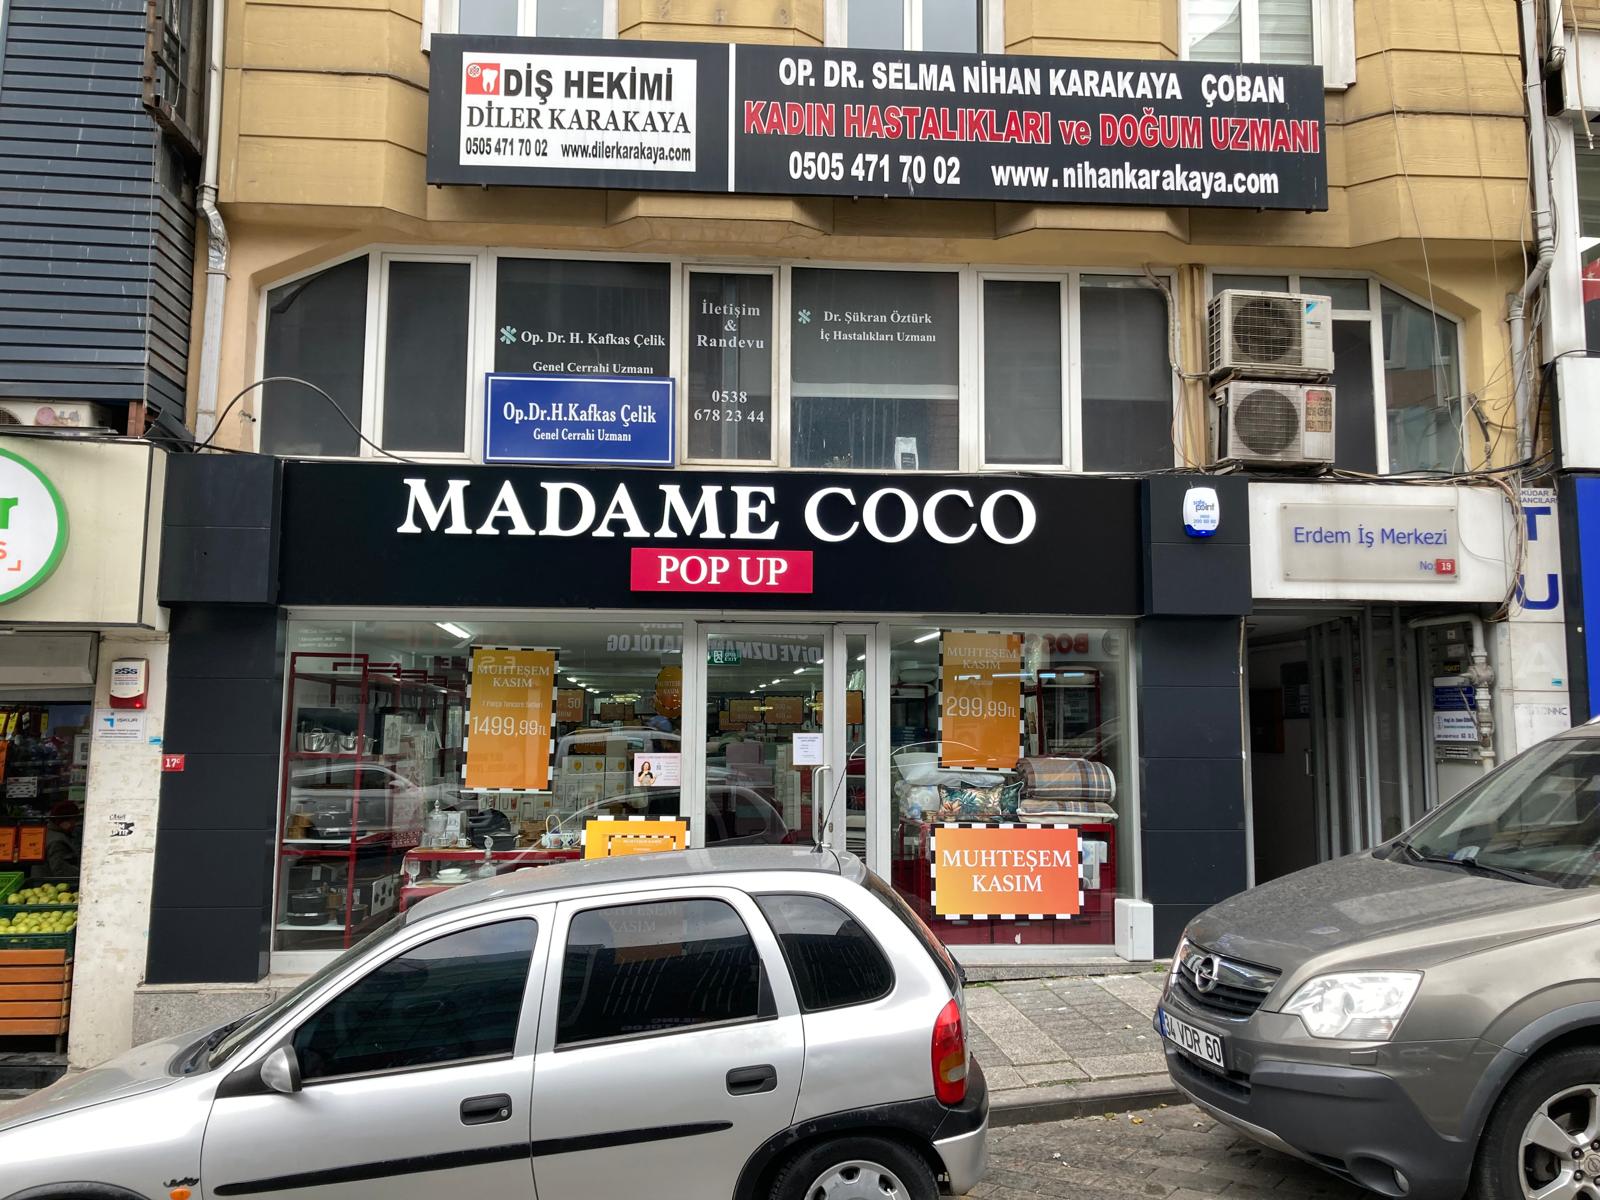 DİŞ HEKİMİ
DİLER KARAKAYA
0505 471 70 02 www.dilerkarakaya.com
OP. DR. SELMA NİHAN KARAKAYA ÇOBAN
KADIN HASTALIKLARI ve DOĞUM UZMANI
0505 471 70 02 www.nihankarakaya.com
Op. Dr. H. Kafkas Çelik
Genel Cerrahi Uzmanı
İletişim
&
Randevu
0538
678 23 44
Dr. Şükran Öztürk
İç Hastalıkları Uzmanı
Op.Dr.H.Kafkas Çelik
Genel Cerrahi Uzmanı
MADAME COCO
POP UP
Erdem İş Merkezi
No: 19
MUHTEŞEM
KASIM
1499,99TL
MUHTEŞEM
KASIM
299,99TL
MUHTEŞEM
KASIM
17C
İŞKUR
34 VDR 60